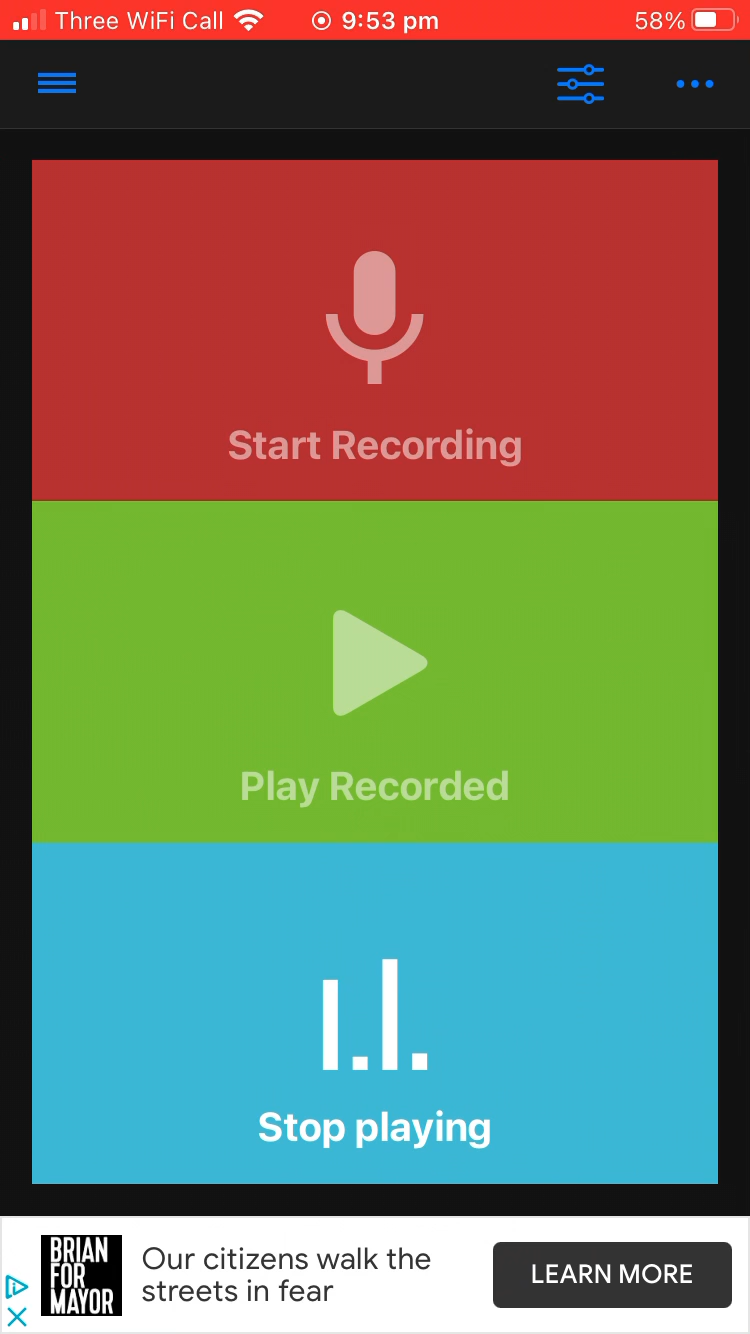 Three WiFi Call 9:53 pm 58%
Start Recording
Play Recorded
Stop playing
BRIAN
FOR
MAYOR
Our citizens walk the
streets in fear
LEARN MORE